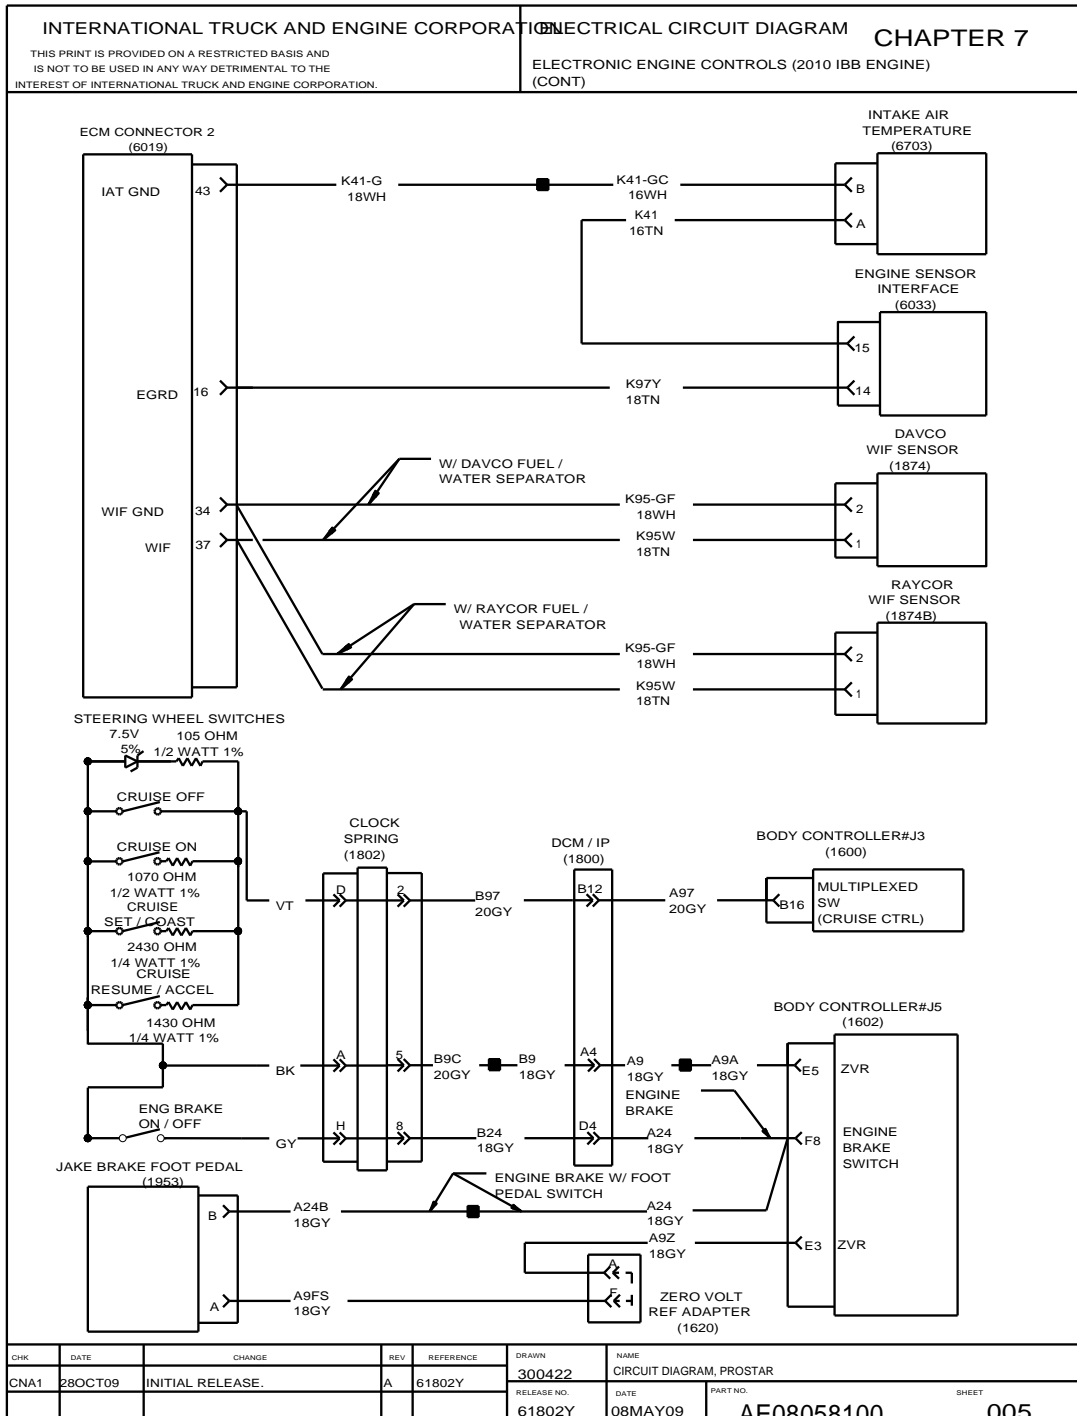 INTERNATIONAL TRUCK AND ENGINE CORPORATION
THIS PRINT IS PROVIDED ON A RESTRICTED BASIS AND
IS NOT TO BE USED IN ANY WAY DETRIMENTAL TO THE
INTEREST OF INTERNATIONAL TRUCK AND ENGINE CORPORATION.
ELECTRICAL CIRCUIT DIAGRAM
CHAPTER 7
ELECTRONIC ENGINE CONTROLS (2010 IBB ENGINE)
(CONT)
ECM CONNECTOR 2
(6019)
IAT GND
43
K41-G
18WH
K41-GC
16WH
K41
16TN
INTAKE AIR
TEMPERATURE
(6703)
B
A
ENGINE SENSOR
INTERFACE
(6033)
15
14
EGRD
16
K97Y
18TN
DAVCO
WIF SENSOR
(1874)
W/ DAVCO FUEL /
WATER SEPARATOR
WIF GND
34
K95-GF
18WH
2
WIF
37
K95W
18TN
1
RAYCOR
WIF SENSOR
(1874B)
W/ RAYCOR FUEL /
WATER SEPARATOR
K95-GF
18WH
2
K95W
18TN
1
STEERING WHEEL SWITCHES
7.5V
5%
105 OHM
1/2 WATT 1%
CRUISE OFF
CRUISE ON
1070 OHM
1/2 WATT 1%
CRUISE
SET / COAST
2430 OHM
1/4 WATT 1%
CRUISE
RESUME / ACCEL
1430 OHM
1/4 WATT 1%
CLOCK
SPRING
(1802)
DCM / IP
(1800)
BODY CONTROLLER#J3
(1600)
VT
D
2
B97
20GY
B12
A97
20GY
B16
MULTIPLEXED
SW
(CRUISE CTRL)
BODY CONTROLLER#J5
(1602)
BK
A
5
B9C
20GY
B9
18GY
A4
A9
18GY
A9A
18GY
E5
ZVR
ENGINE
BRAKE
ENG BRAKE
ON / OFF
GY
H
8
B24
18GY
D4
A24
18GY
F8
ENGINE
BRAKE
SWITCH
JAKE BRAKE FOOT PEDAL
(1953)
ENGINE BRAKE W/ FOOT
PEDAL SWITCH
B
A24B
18GY
A24
18GY
A9Z
18GY
E3
ZVR
A
F
A
A9FS
18GY
ZERO VOLT
REF ADAPTER
(1620)
CHK
DATE
CHANGE
REV
REFERENCE
DRAWN
NAME
CNA1
28OCT09
INITIAL RELEASE.
A
61802Y
300422
CIRCUIT DIAGRAM, PROSTAR
RELEASE NO.
DATE
PART NO.
SHEET
61802Y
08MAY09
AE08058100
005